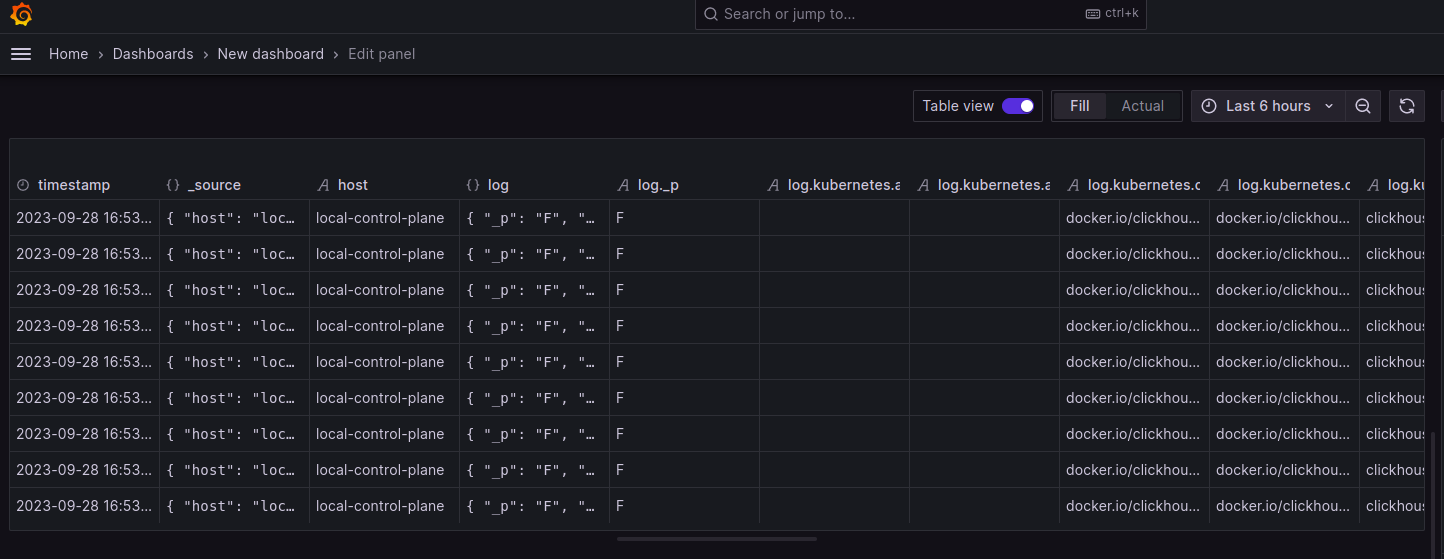 Search or jump to... ctrl+k
Home › Dashboards › New dashboard › Edit panel
Table view Fill Actual Last 6 hours
timestamp {} _source host {} log log._p log.kubernetes.a log.kubernetes.a log.kubernetes.c log.kubernetes.c log.ku
2023-09-28 16:53... { "host": "loc... local-control-plane { "_p": "F", "... F docker.io/clickhou... docker.io/clickhou... clickhous
2023-09-28 16:53... { "host": "loc... local-control-plane { "_p": "F", "... F docker.io/clickhou... docker.io/clickhou... clickhous
2023-09-28 16:53... { "host": "loc... local-control-plane { "_p": "F", "... F docker.io/clickhou... docker.io/clickhou... clickhous
2023-09-28 16:53... { "host": "loc... local-control-plane { "_p": "F", "... F docker.io/clickhou... docker.io/clickhou... clickhous
2023-09-28 16:53... { "host": "loc... local-control-plane { "_p": "F", "... F docker.io/clickhou... docker.io/clickhou... clickhous
2023-09-28 16:53... { "host": "loc... local-control-plane { "_p": "F", "... F docker.io/clickhou... docker.io/clickhou... clickhous
2023-09-28 16:53... { "host": "loc... local-control-plane { "_p": "F", "... F docker.io/clickhou... docker.io/clickhou... clickhous
2023-09-28 16:53... { "host": "loc... local-control-plane { "_p": "F", "... F docker.io/clickhou... docker.io/clickhou... clickhous
2023-09-28 16:53... { "host": "loc... local-control-plane { "_p": "F", "... F docker.io/clickhou... docker.io/clickhou... clickhous